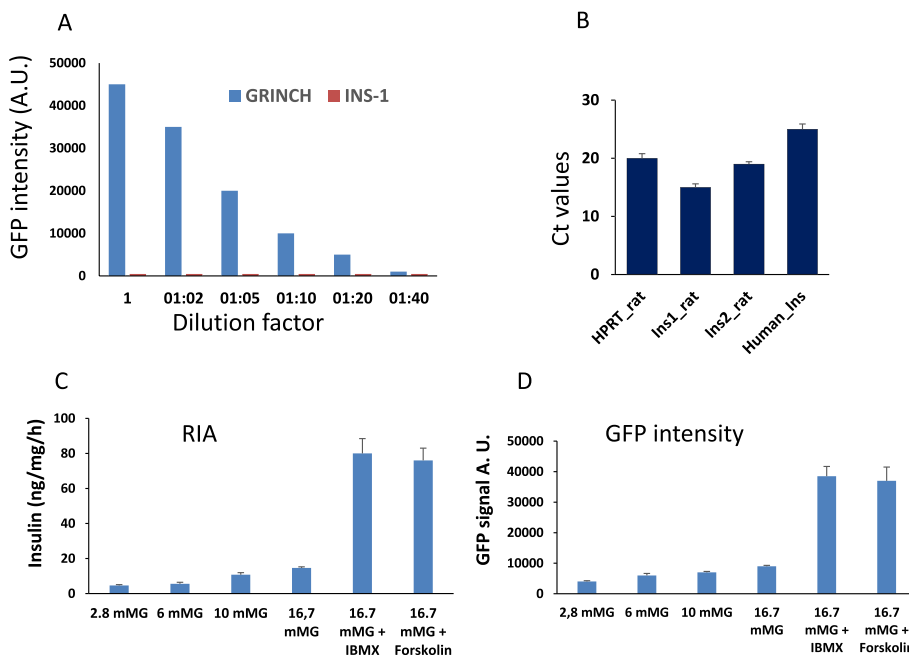 A
GFP intensity (A.U.)
50000
40000
30000
20000
10000
0
GRINCH INS-1
1 01:02 01:05 01:10 01:20 01:40
Dilution factor
B
Ct values
30
20
10
0
HPRT_rat
Ins1_rat
Ins2_rat
Human_Ins
C
RIA
Insulin (ng/mg/h)
100
80
60
40
20
0
2.8 mMG 6 mMG 10 mMG 16,7 16.7 16.7
mMG mMG + mMG +
IBMX Forskolin
D
GFP intensity
GFP signal A. U.
50000
40000
30000
20000
10000
0
2,8 mMG 6 mMG 10 mMG 16.7 16.7 16.7
mMG mMG + mMG +
IBMX Forskolin